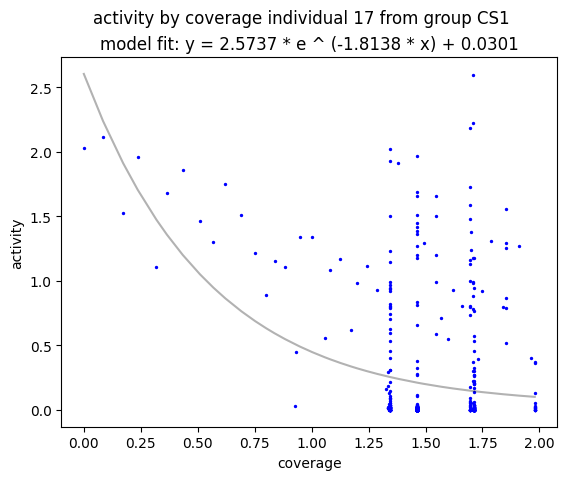 activity by coverage individual 17 from group CS1
model fit: y = 2.5737 * e ^ (-1.8138 * x) + 0.0301
2.5
2.0
1.5
1.0
0.5
0.0
activity
0.00 0.25 0.50 0.75 1.00 1.25 1.50 1.75 2.00
coverage